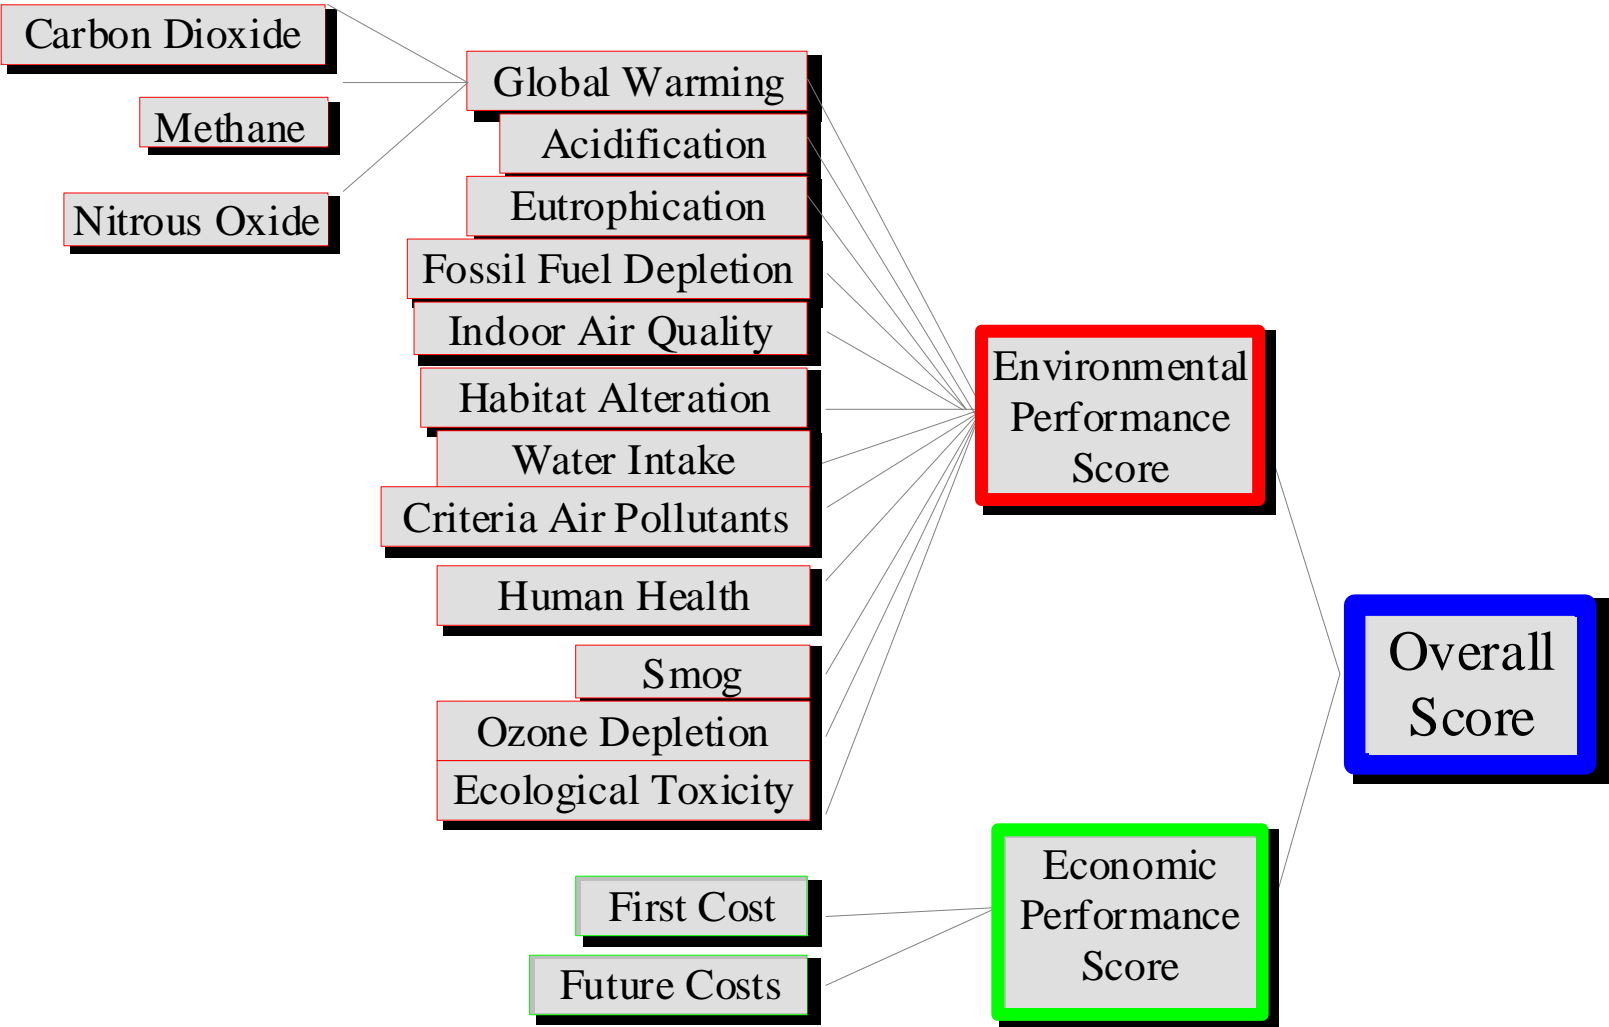 Carbon Dioxide
Methane
Nitrous Oxide
Global Warming
Acidification
Eutrophication
Fossil Fuel Depletion
Indoor Air Quality
Habitat Alteration
Water Intake
Criteria Air Pollutants
Human Health
Smog
Ozone Depletion
Ecological Toxicity
First Cost
Future Costs
Environmental
Performance
Score
Economic
Performance
Score
Overall
Score